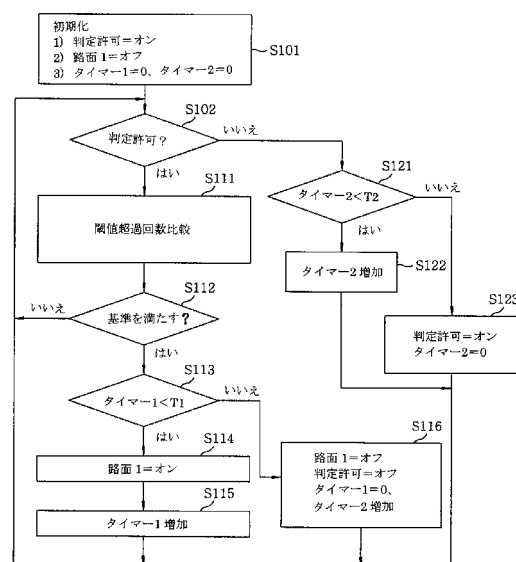 初期化
1) 判定許可=オン
2) 路面1=オフ
3) タイマー1=0、タイマー2=0
S101
S102
判定許可?
いいえ
はい
S111
閾値超過回数比較
S121
タイマー2<T2
いいえ
はい
S122
タイマー2増加
S112
いいえ
基準を満たす?
はい
S123
判定許可=オン
タイマー2=0
S113
タイマー1<T1
いいえ
はい
S114
路面1=オン
S115
タイマー1増加
S116
路面1=オフ
判定許可=オフ
タイマー1=0、
タイマー2増加